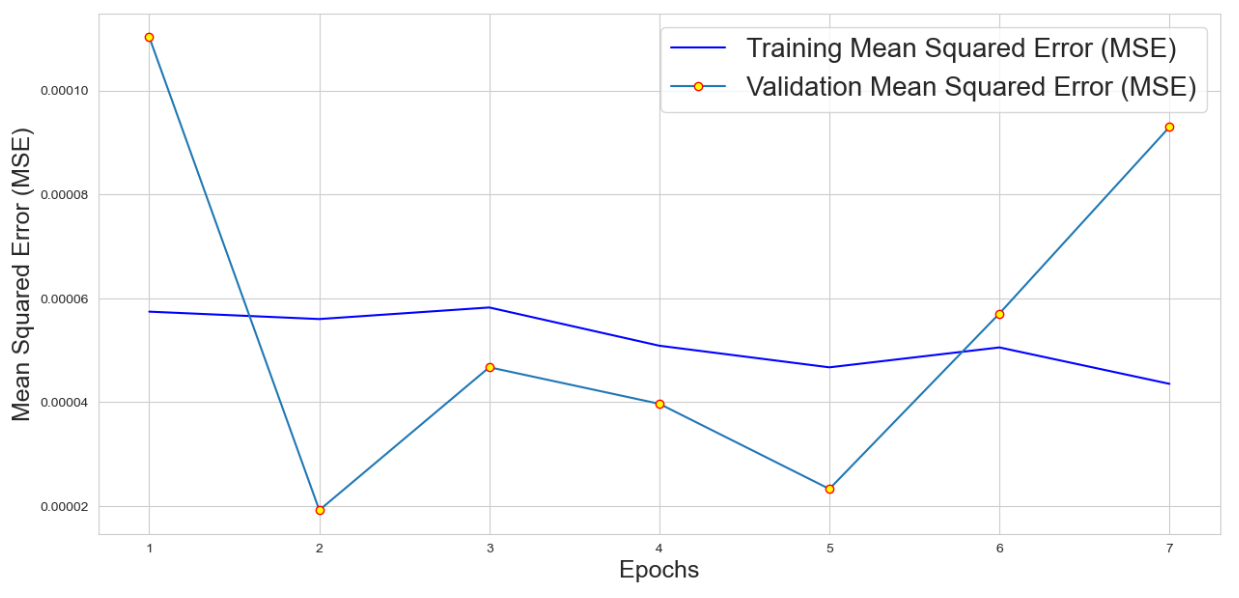 Training Mean Squared Error (MSE)
Validation Mean Squared Error (MSE)
Mean Squared Error (MSE)
0.00010
0.00008
0.00006
0.00004
0.00002
1 2 3 4 5 6 7
Epochs